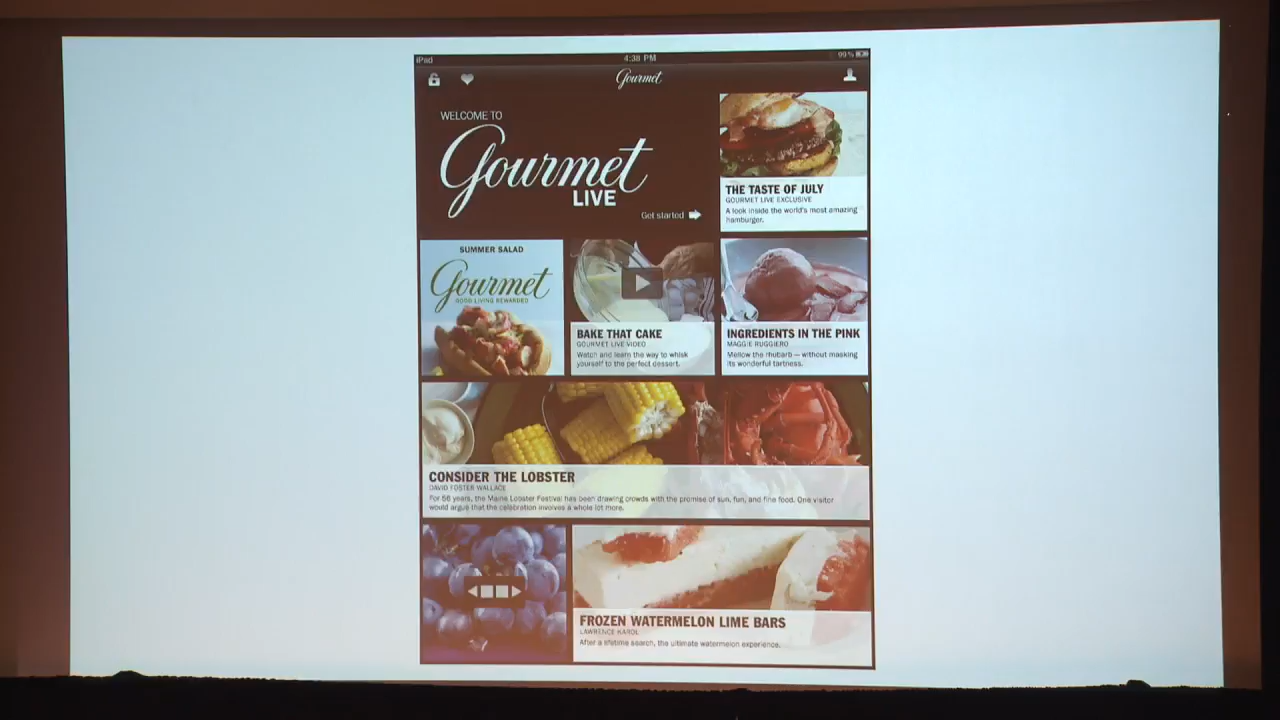 iPad
4:38 PM
99%
Gourmet
WELCOME TO
Gourmet
LIVE
Get started
THE TASTE OF JULY
GOURMET LIVE EXCLUSIVE
A look inside the world's most amazing
hamburger.
SUMMER SALAD
Gourmet
GOOD LIVING REWARDED
BAKE THAT CAKE
GOURMET LIVE VIDEO
Watch and learn the way to whisk
yourself to the perfect dessert.
INGREDIENTS IN THE PINK
MAGGIE RUGGIERO
Mellow the rhubarb — without masking
its wonderful tartness.
CONSIDER THE LOBSTER
DAVID FOSTER WALLACE
For 56 years, the Maine Lobster Festival has been drawing crowds with the promise of sun, fun, and fine food. One visitor
would argue that the celebration involves a whole lot more.
FROZEN WATERMELON LIME BARS
LAWRENCE KAROL
After a lifetime search, the ultimate watermelon experience.